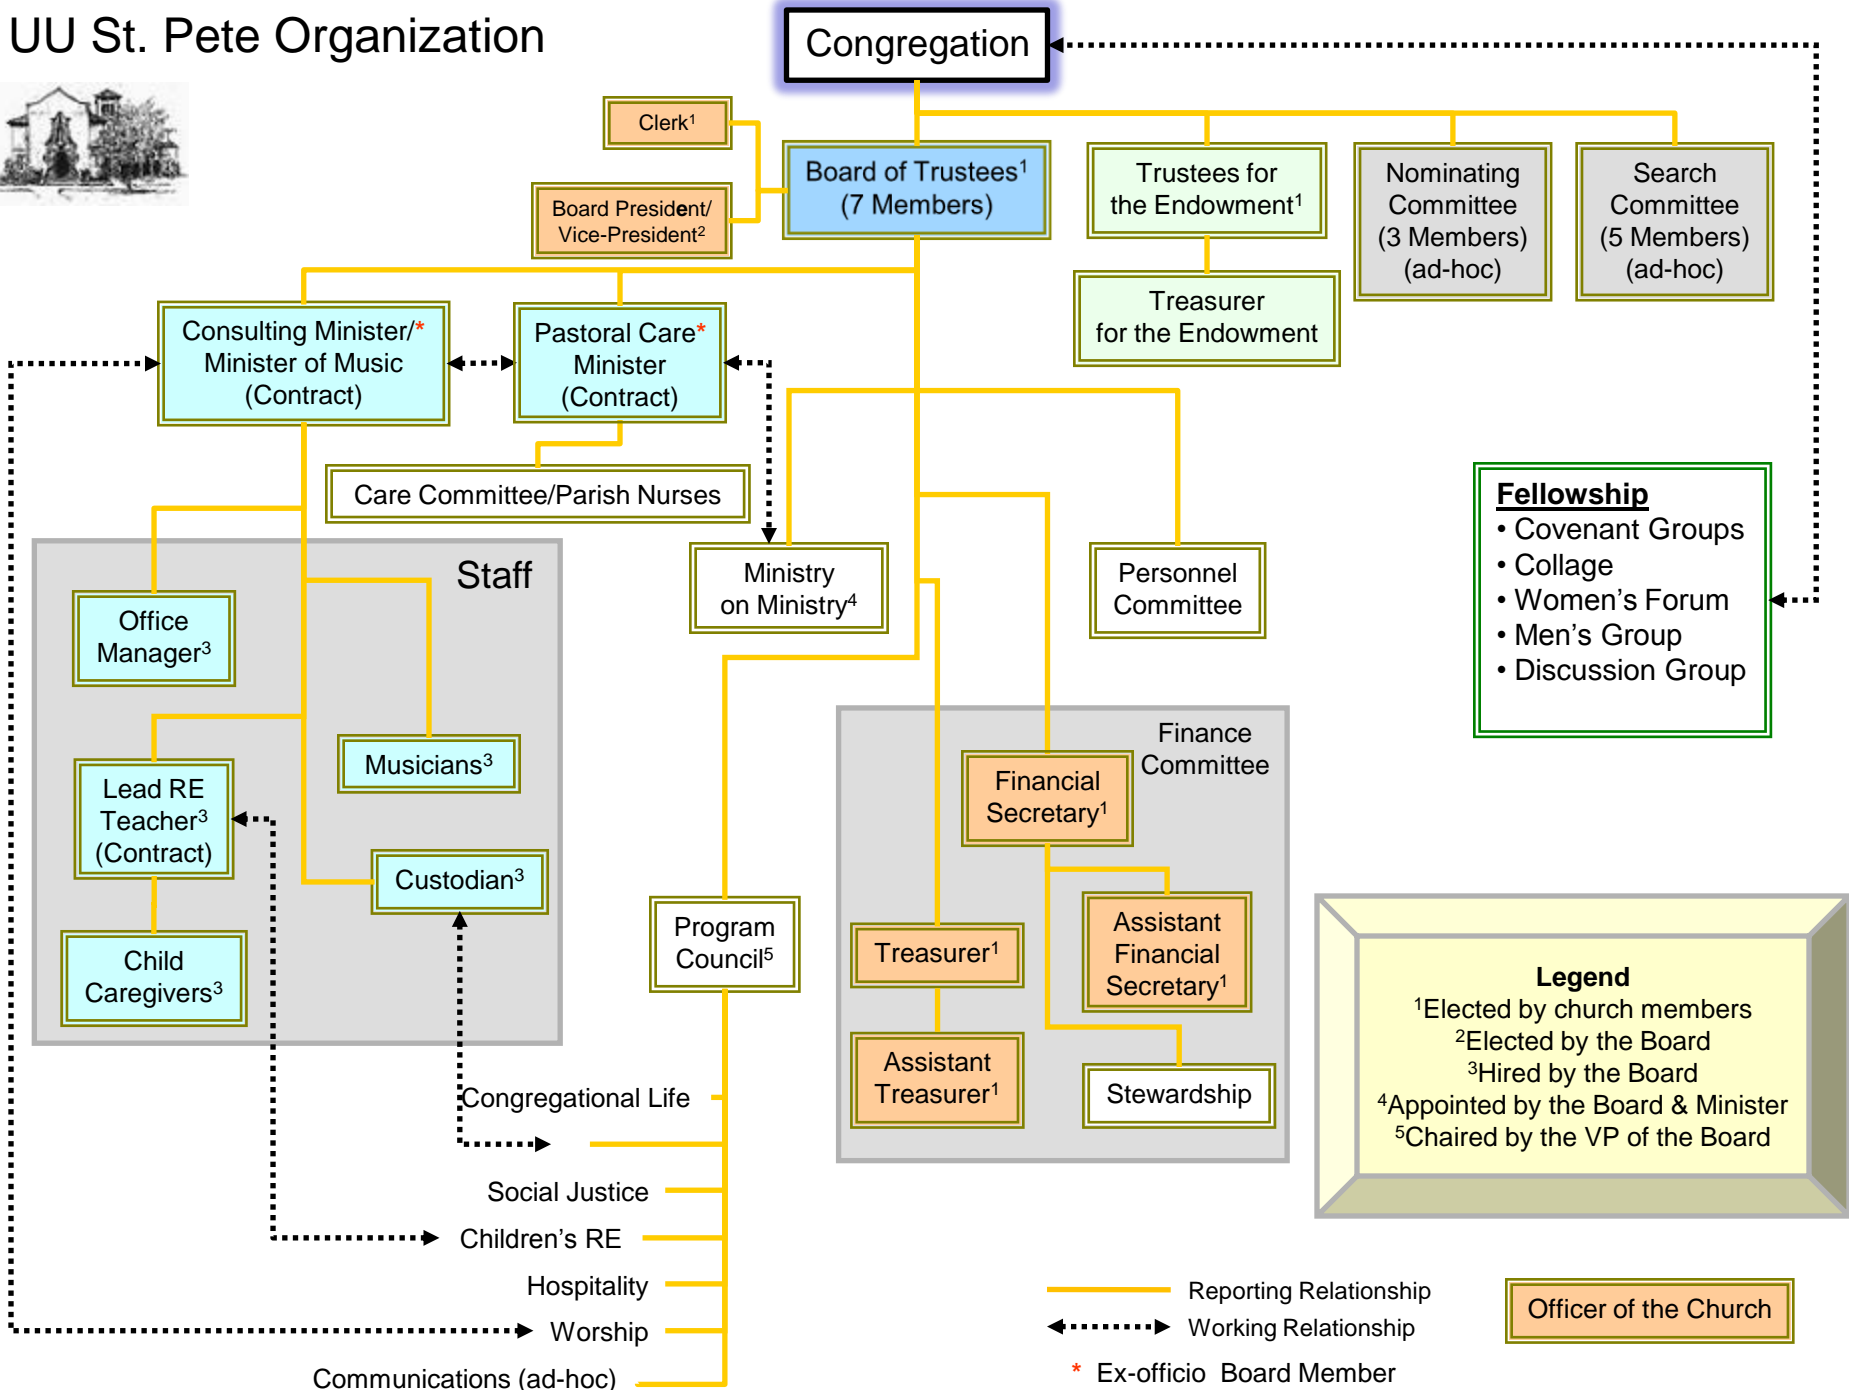 UU St. Pete Organization
Congregation
Clerk¹
Board President/
Vice-President²
Board of Trustees¹
(7 Members)
Trustees for
the Endowment¹
Nominating
Committee
(3 Members)
(ad-hoc)
Search
Committee
(5 Members)
(ad-hoc)
Treasurer
for the Endowment
Consulting Minister/*
Minister of Music
(Contract)
Pastoral Care*
Minister
(Contract)
Care Committee/Parish Nurses
Fellowship
• Covenant Groups
• Collage
• Women's Forum
• Men's Group
• Discussion Group
Staff
Office
Manager³
Ministry
on Ministry⁴
Personnel
Committee
Musicians³
Lead RE
Teacher³
(Contract)
Custodian³
Child
Caregivers³
Finance
Committee
Financial
Secretary¹
Program
Council⁵
Treasurer¹
Assistant
Financial
Secretary¹
Assistant
Treasurer¹
Stewardship
Legend
¹Elected by church members
²Elected by the Board
³Hired by the Board
⁴Appointed by the Board & Minister
⁵Chaired by the VP of the Board
Congregational Life
Social Justice
Children's RE
Hospitality
Worship
Communications (ad-hoc)
Reporting Relationship
Working Relationship
* Ex-officio Board Member
Officer of the Church